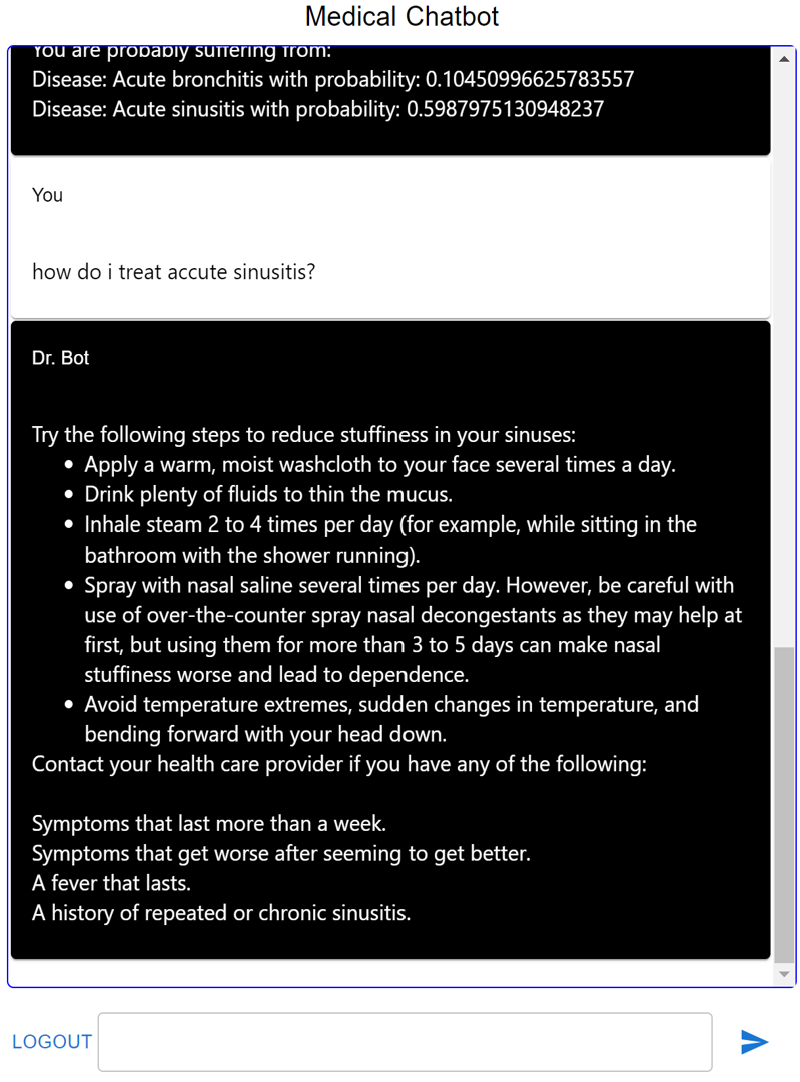 Medical Chatbot
You are probably suffering from:
Disease: Acute bronchitis with probability: 0.10450996625783557
Disease: Acute sinusitis with probability: 0.5987975130948237
You
how do i treat accute sinusitis?
Dr. Bot
Try the following steps to reduce stuffiness in your sinuses:
• Apply a warm, moist washcloth to your face several times a day.
• Drink plenty of fluids to thin the mucus.
• Inhale steam 2 to 4 times per day (for example, while sitting in the
bathroom with the shower running).
• Spray with nasal saline several times per day. However, be careful with
use of over-the-counter spray nasal decongestants as they may help at
first, but using them for more than 3 to 5 days can make nasal
stuffiness worse and lead to dependence.
• Avoid temperature extremes, sudden changes in temperature, and
bending forward with your head down.
Contact your health care provider if you have any of the following:
Symptoms that last more than a week.
Symptoms that get worse after seeming to get better.
A fever that lasts.
A history of repeated or chronic sinusitis.
LOGOUT